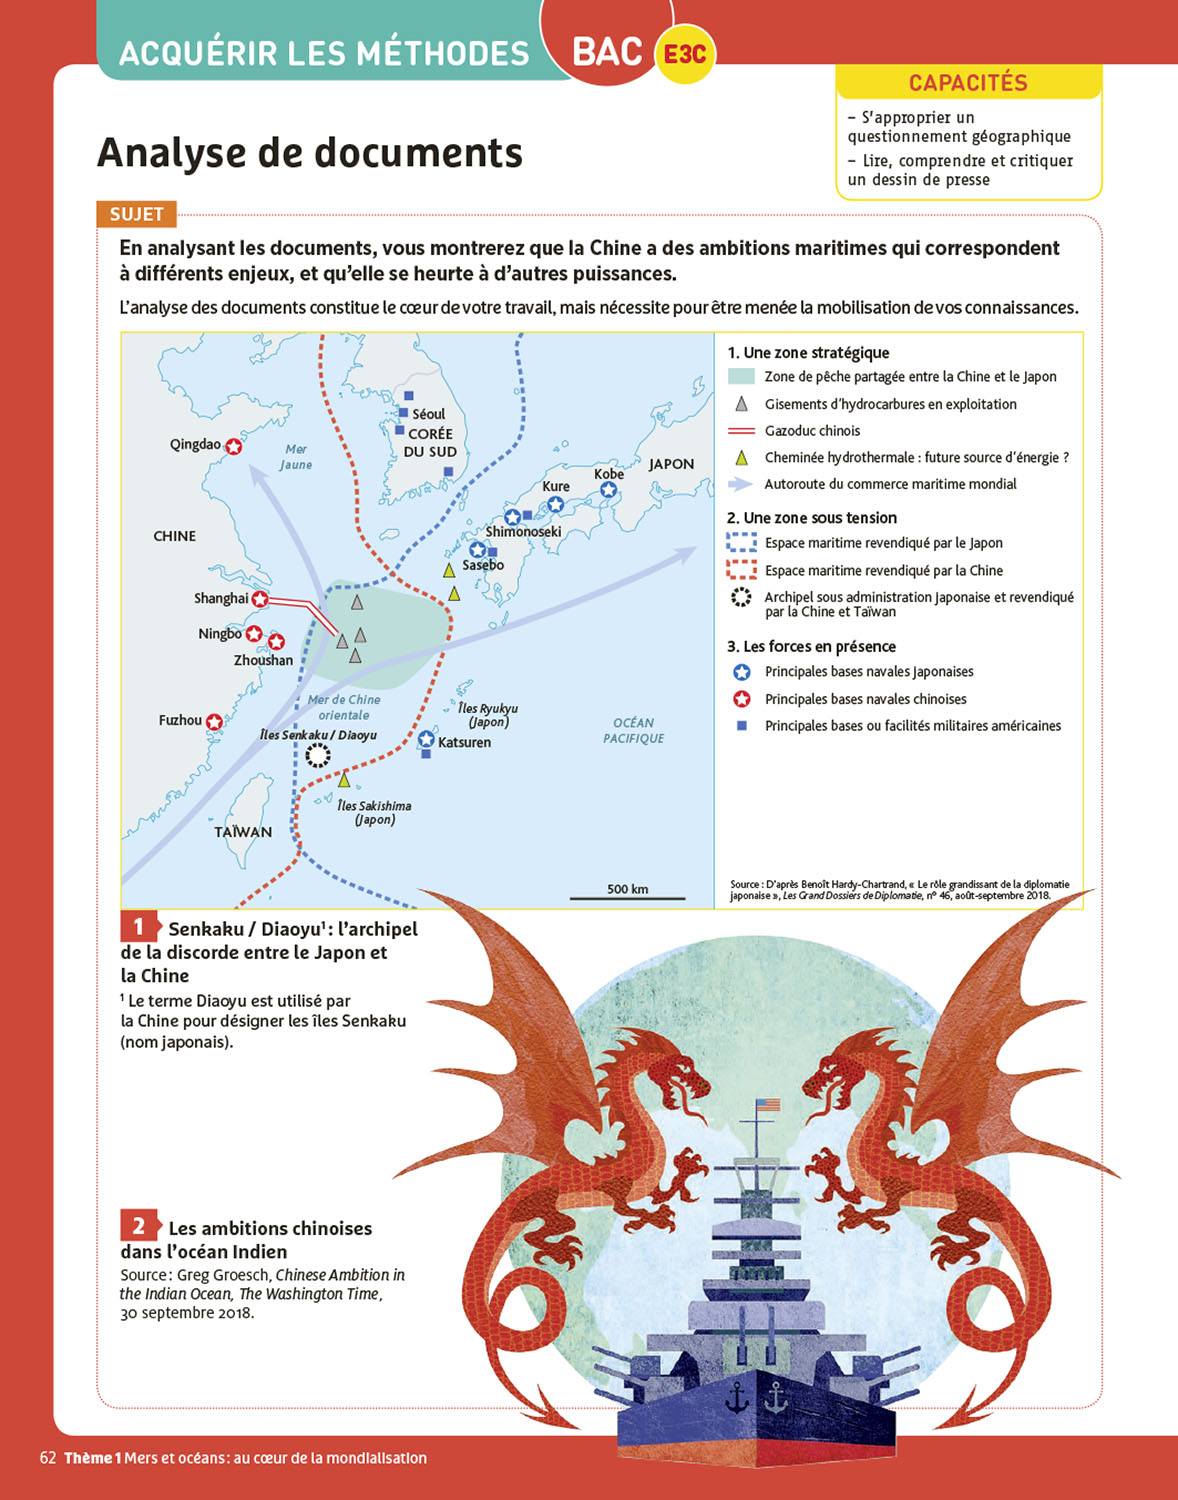 ACQUÉRIR LES MÉTHODES
BAC
E3C
CAPACITÉS
– S'approprier un
questionnement géographique
– Lire, comprendre et critiquer
un dessin de presse
Analyse de documents
SUJET
En analysant les documents, vous montrerez que la Chine a des ambitions maritimes qui correspondent
à différents enjeux, et qu'elle se heurte à d'autres puissances.
L'analyse des documents constitue le cœur de votre travail, mais nécessite pour être menée la mobilisation de vos connaissances.
Qingdao
Mer
Jaune
Séoul
CORÉE
DU SUD
JAPON
Kobe
Kure
Shimonoseki
Sasebo
CHINE
Shanghai
Ningbo
Zhoushan
Fuzhou
Mer de Chine
orientale
Îles Senkaku / Diaoyu
Îles Ryukyu
(Japon)
Katsuren
OCÉAN
PACIFIQUE
Îles Sakishima
(Japon)
TAÏWAN
500 km
1. Une zone stratégique
Zone de pêche partagée entre la Chine et le Japon
Gisements d'hydrocarbures en exploitation
Gazoduc chinois
Cheminée hydrothermale : future source d'énergie ?
Autoroute du commerce maritime mondial
2. Une zone sous tension
Espace maritime revendiqué par le Japon
Espace maritime revendiqué par la Chine
Archipel sous administration Japonaise et revendiqué
par la Chine et Taïwan
3. Les forces en présence
Principales bases navales Japonaises
Principales bases navales chinoises
Principales bases ou facilités militaires américaines
Source : D'après Benoît Hardy-Chartrand, « Le rôle grandissant de la diplomatie
japonaise », Les Grand Dossiers de Diplomatie, n° 46, août-septembre 2018.
1 Senkaku / Diaoyu¹ : l'archipel
de la discorde entre le Japon et
la Chine
¹ Le terme Diaoyu est utilisé par
la Chine pour désigner les îles Senkaku
(nom japonais).
2 Les ambitions chinoises
dans l'océan Indien
Source : Greg Groesch, Chinese Ambition in
the Indian Ocean, The Washington Time,
30 septembre 2018.
62 Thème 1 Mers et océans : au cœur de la mondialisation